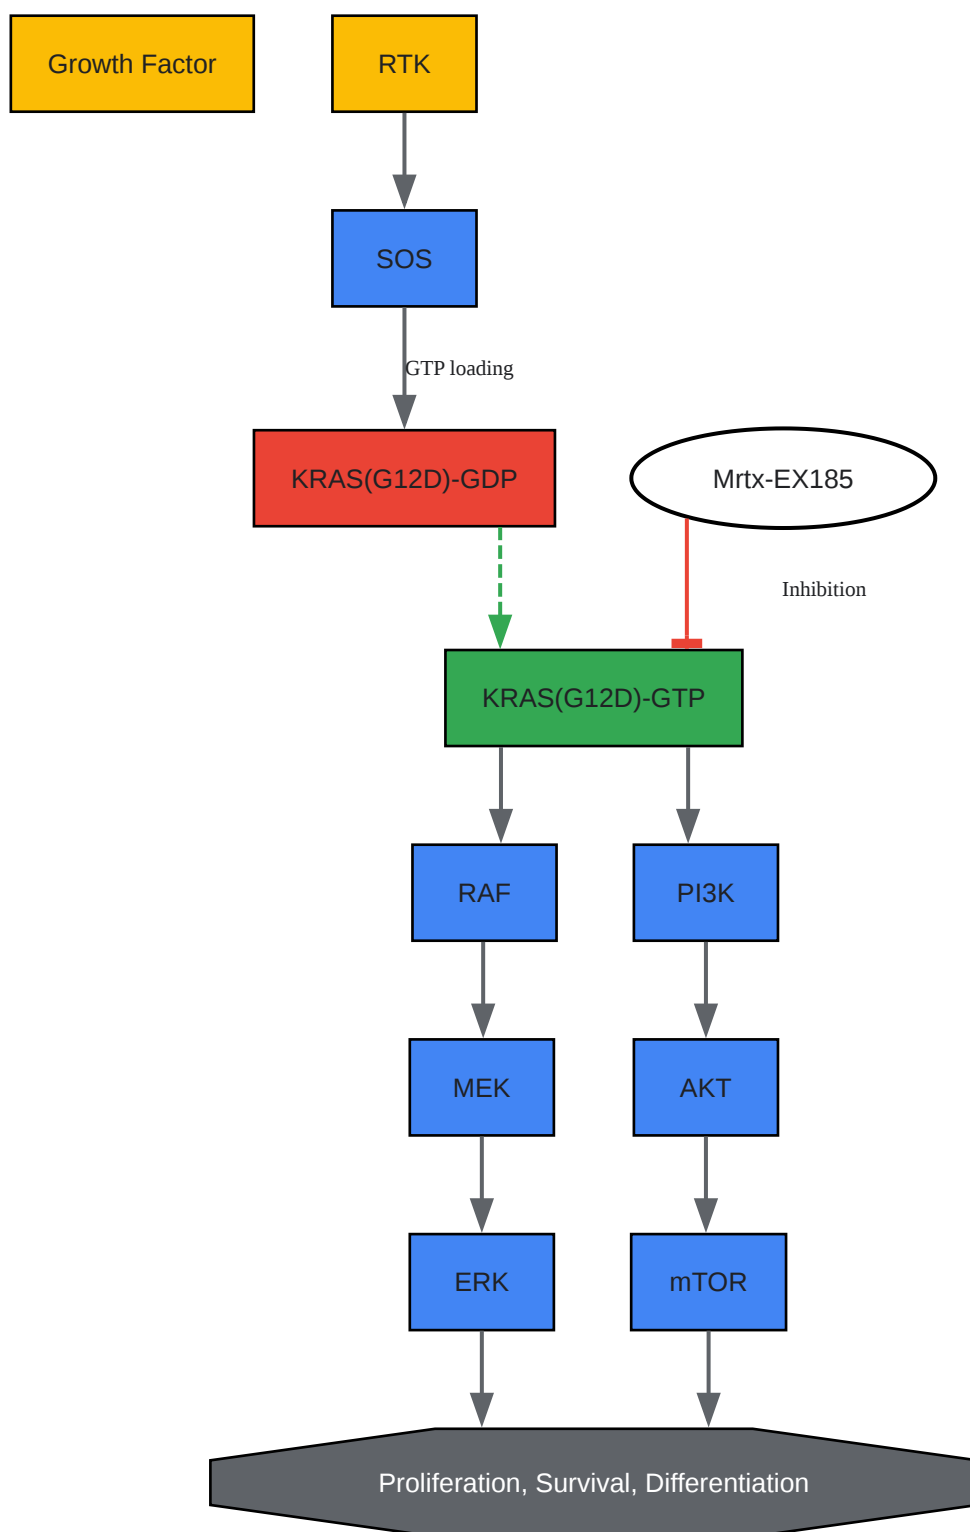 Growth Factor
RTK
SOS
GTP loading
KRAS(G12D)-GDP
Mrtx-EX185
Inhibition
KRAS(G12D)-GTP
RAF
PI3K
MEK
AKT
ERK
mTOR
Proliferation, Survival, Differentiation